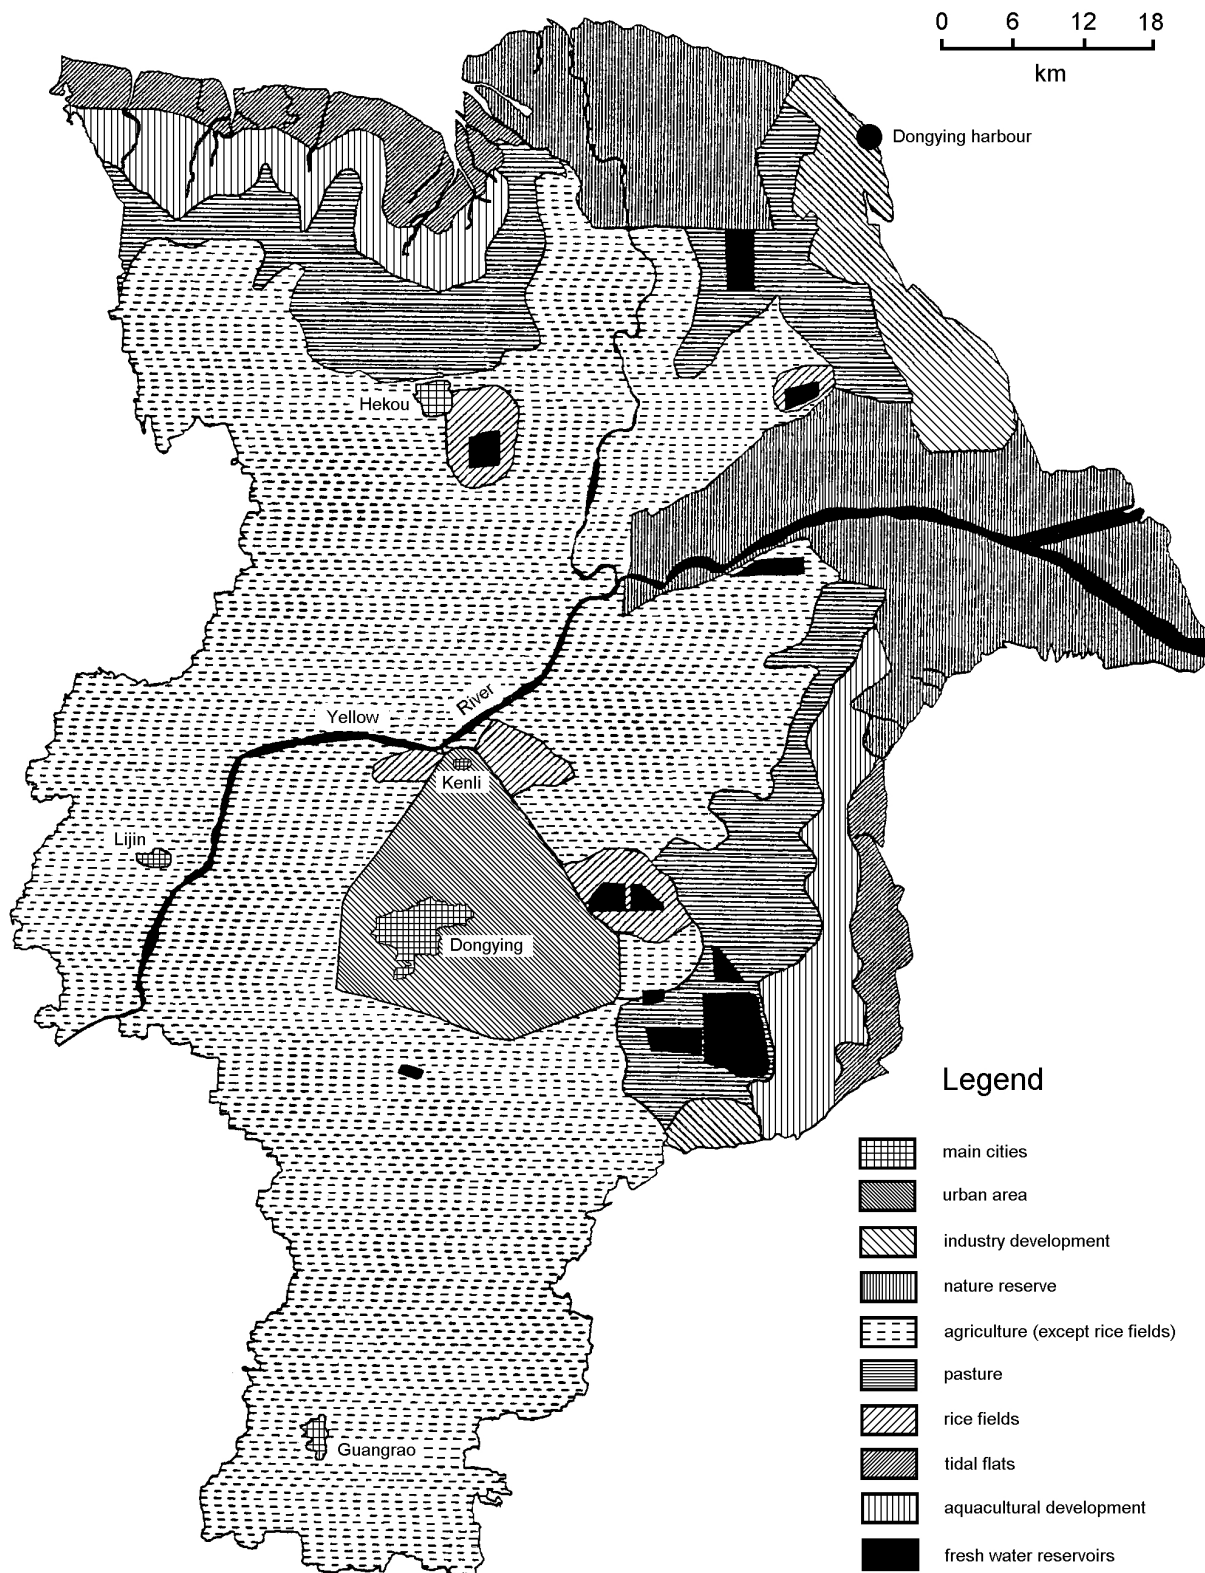 0 6 12 18
km
Dongying harbour
Hekou
Yellow River
Kenli
Lijin
Dongying
Guangrao
Legend
main cities
urban area
industry development
nature reserve
agriculture (except rice fields)
pasture
rice fields
tidal flats
aquacultural development
fresh water reservoirs